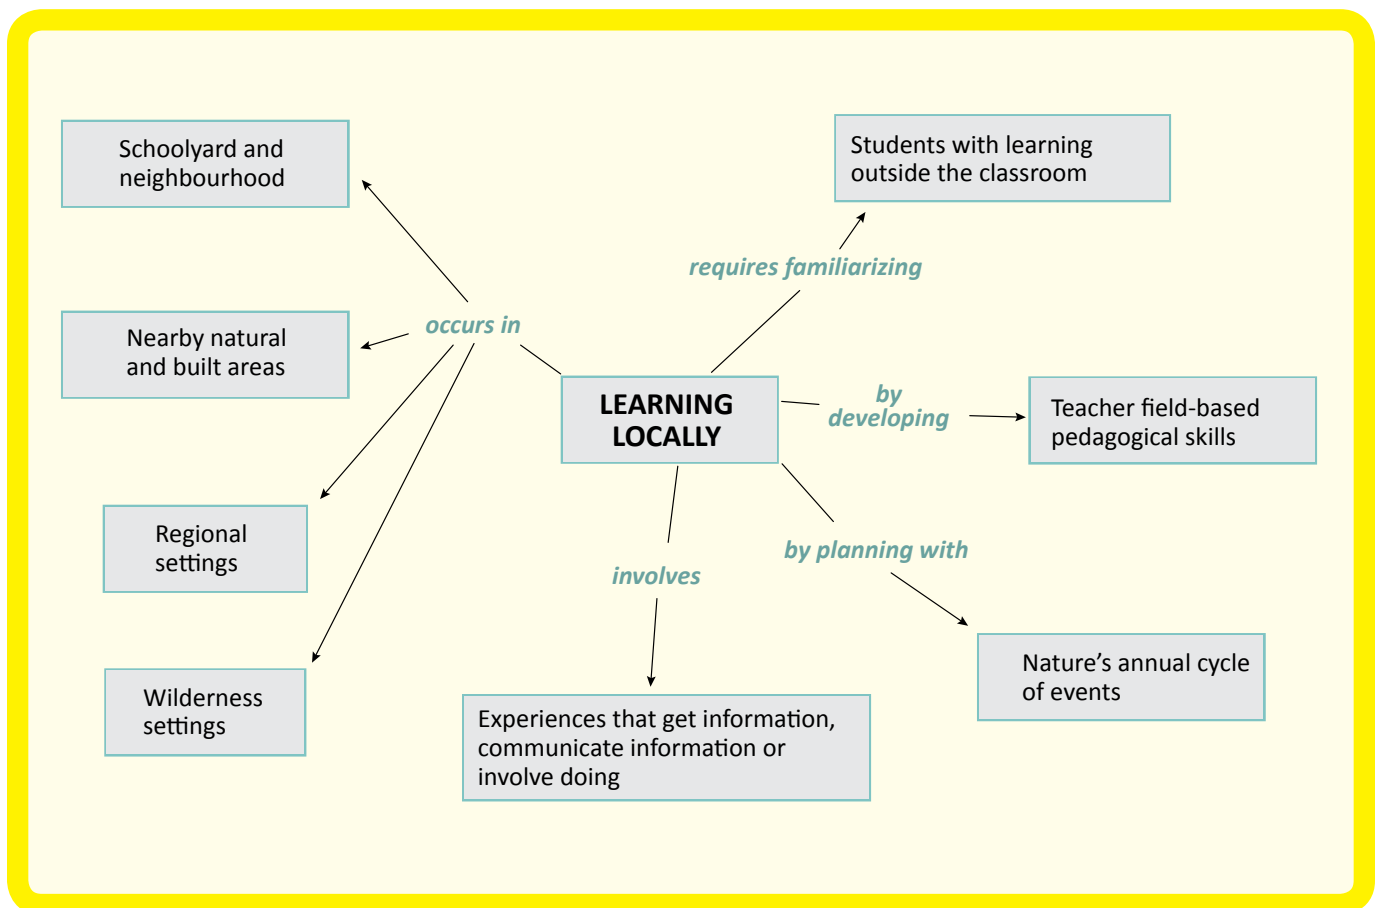 Schoolyard and
neighbourhood
Students with learning
outside the classroom
requires familiarizing
occurs in
Nearby natural
and built areas
LEARNING
LOCALLY
by
developing
Teacher field-based
pedagogical skills
Regional
settings
by planning with
involves
Nature’s annual cycle
of events
Wilderness
settings
Experiences that get information,
communicate information or
involve doing